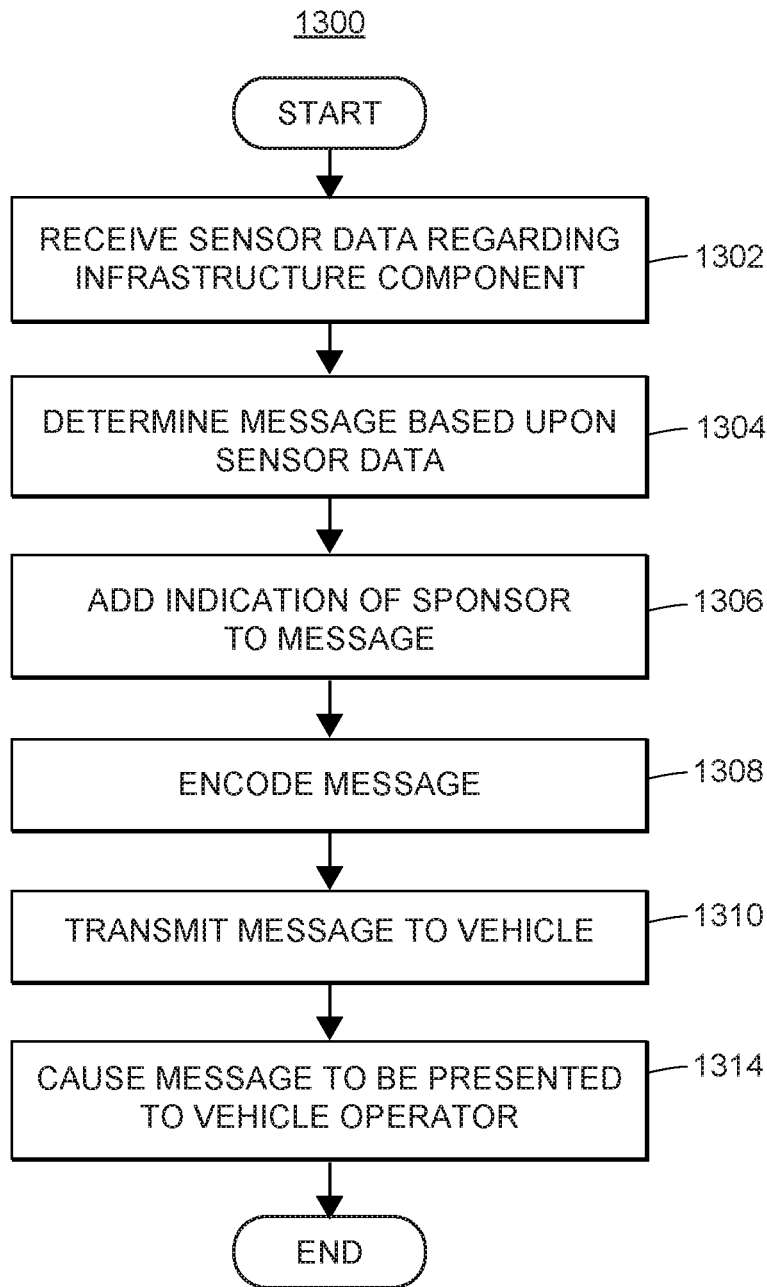 1300
START
RECEIVE SENSOR DATA REGARDING
INFRASTRUCTURE COMPONENT
1302
DETERMINE MESSAGE BASED UPON
SENSOR DATA
1304
ADD INDICATION OF SPONSOR
TO MESSAGE
1306
ENCODE MESSAGE
1308
TRANSMIT MESSAGE TO VEHICLE
1310
CAUSE MESSAGE TO BE PRESENTED
TO VEHICLE OPERATOR
1314
END